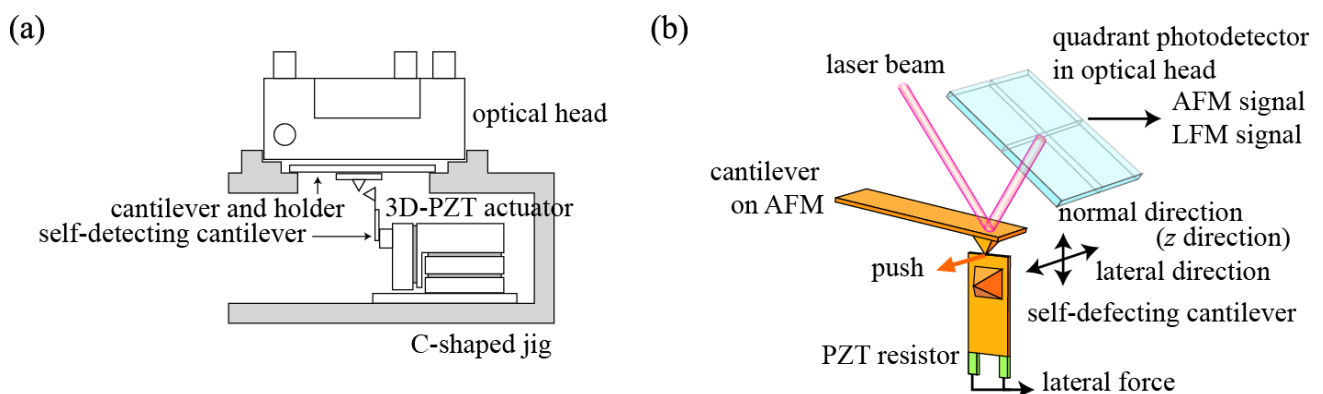 (a)
optical head
cantilever and holder
3D-PZT actuator
self-detecting cantilever
C-shaped jig
(b)
laser beam
quadrant photodetector
in optical head
AFM signal
LFM signal
cantilever
on AFM
normal direction
(z direction)
lateral direction
push
self-defecting cantilever
PZT resistor
lateral force